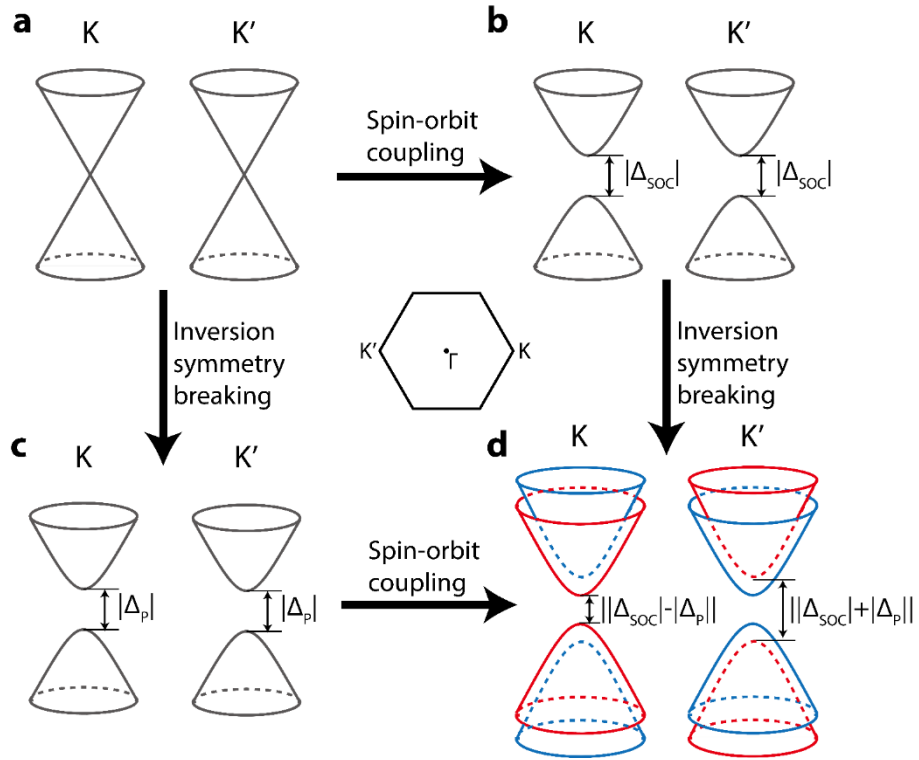 a
K
K′
Spin-orbit
coupling
b
K
K′
|Δ_SOC|
|Δ_SOC|
Inversion
symmetry
breaking
K′
Γ
K
Inversion
symmetry
breaking
c
K
K′
|Δ_P|
|Δ_P|
Spin-orbit
coupling
d
K
K′
||Δ_SOC|-|Δ_P||
||Δ_SOC|+|Δ_P||